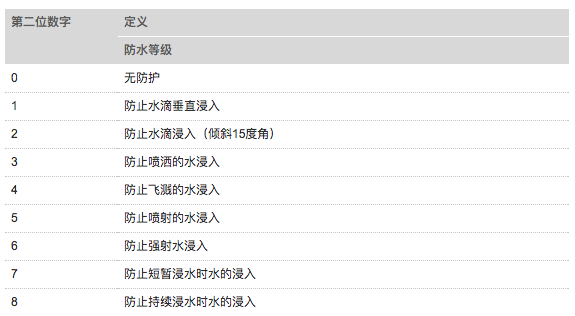 第二位数字 定义
防水等级
0 无防护
1 防止水滴垂直浸入
2 防止水滴浸入（倾斜15度角）
3 防止喷洒的水浸入
4 防止飞溅的水浸入
5 防止喷射的水浸入
6 防止强射水浸入
7 防止短暂浸水时水的浸入
8 防止持续浸水时水的浸入